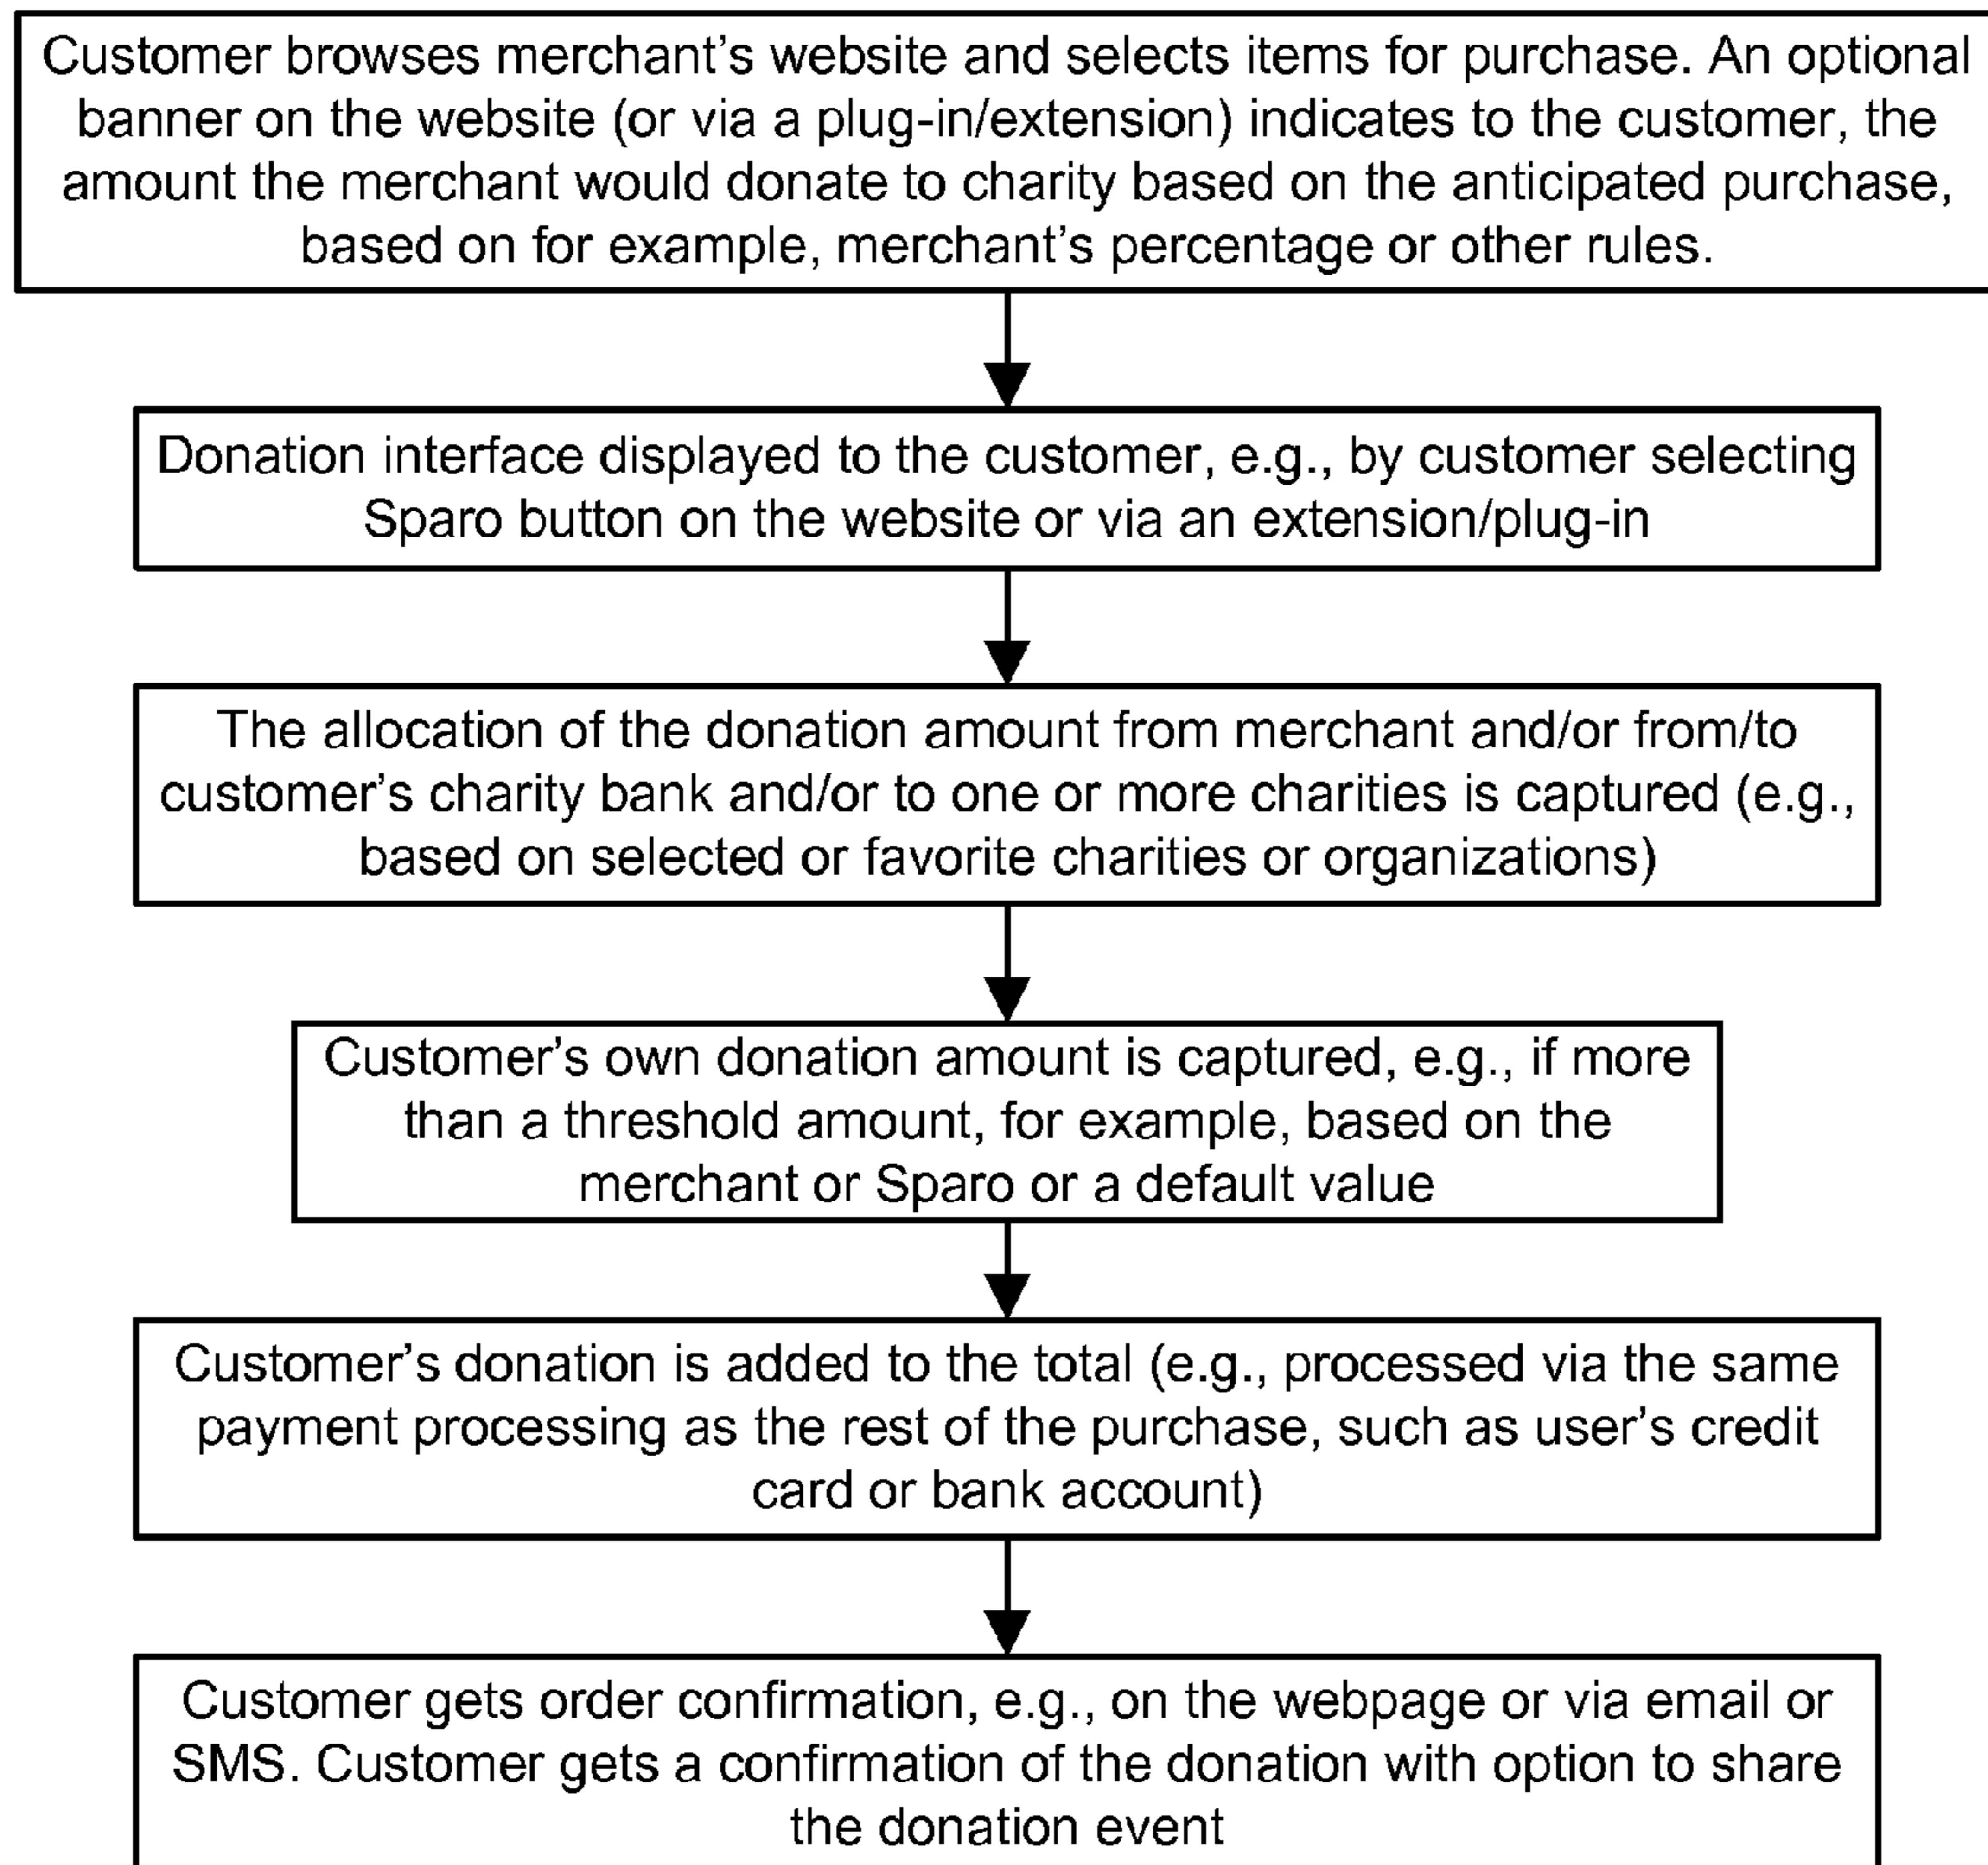 Customer browses merchant’s website and selects items for purchase. An optional
banner on the website (or via a plug-in/extension) indicates to the customer, the
amount the merchant would donate to charity based on the anticipated purchase,
based on for example, merchant’s percentage or other rules.
Donation interface displayed to the customer, e.g., by customer selecting
Sparo button on the website or via an extension/plug-in
The allocation of the donation amount from merchant and/or from/to
customer’s charity bank and/or to one or more charities is captured (e.g.,
based on selected or favorite charities or organizations)
Customer’s own donation amount is captured, e.g., if more
than a threshold amount, for example, based on the
merchant or Sparo or a default value
Customer’s donation is added to the total (e.g., processed via the same
payment processing as the rest of the purchase, such as user’s credit
card or bank account)
Customer gets order confirmation, e.g., on the webpage or via email or
SMS. Customer gets a confirmation of the donation with option to share
the donation event